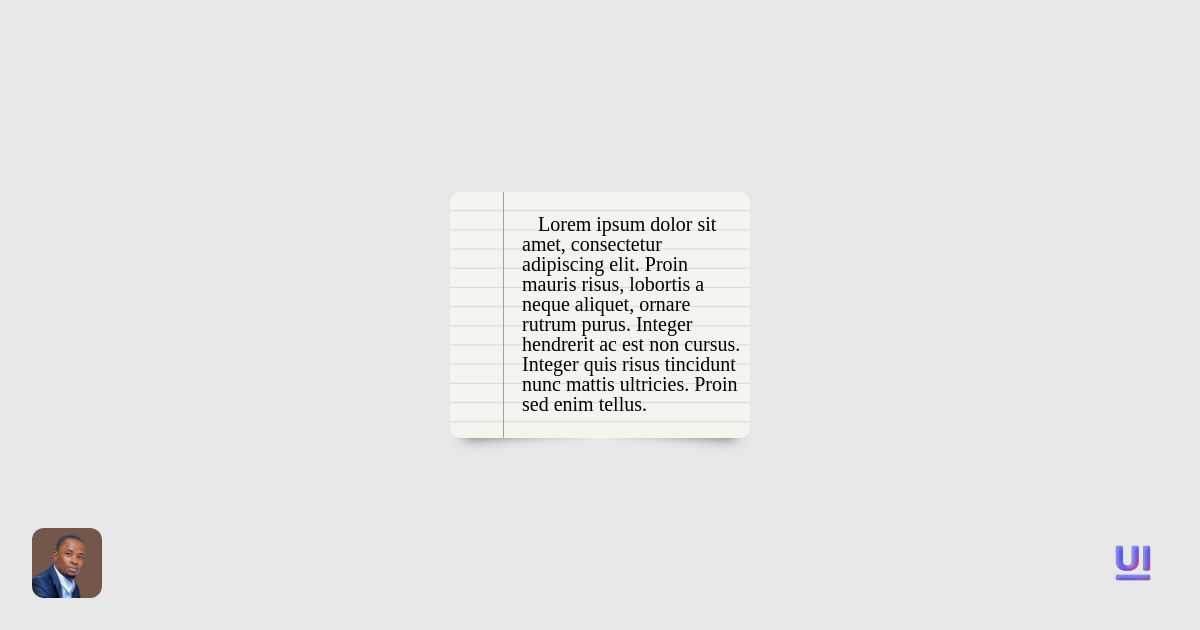 Lorem ipsum dolor sit
amet, consectetur
adipiscing elit. Proin
mauris risus, lobortis a
neque aliquet, ornare
rutrum purus. Integer
hendrerit ac est non cursus.
Integer quis risus tincidunt
nunc mattis ultricies. Proin
sed enim tellus.
UI